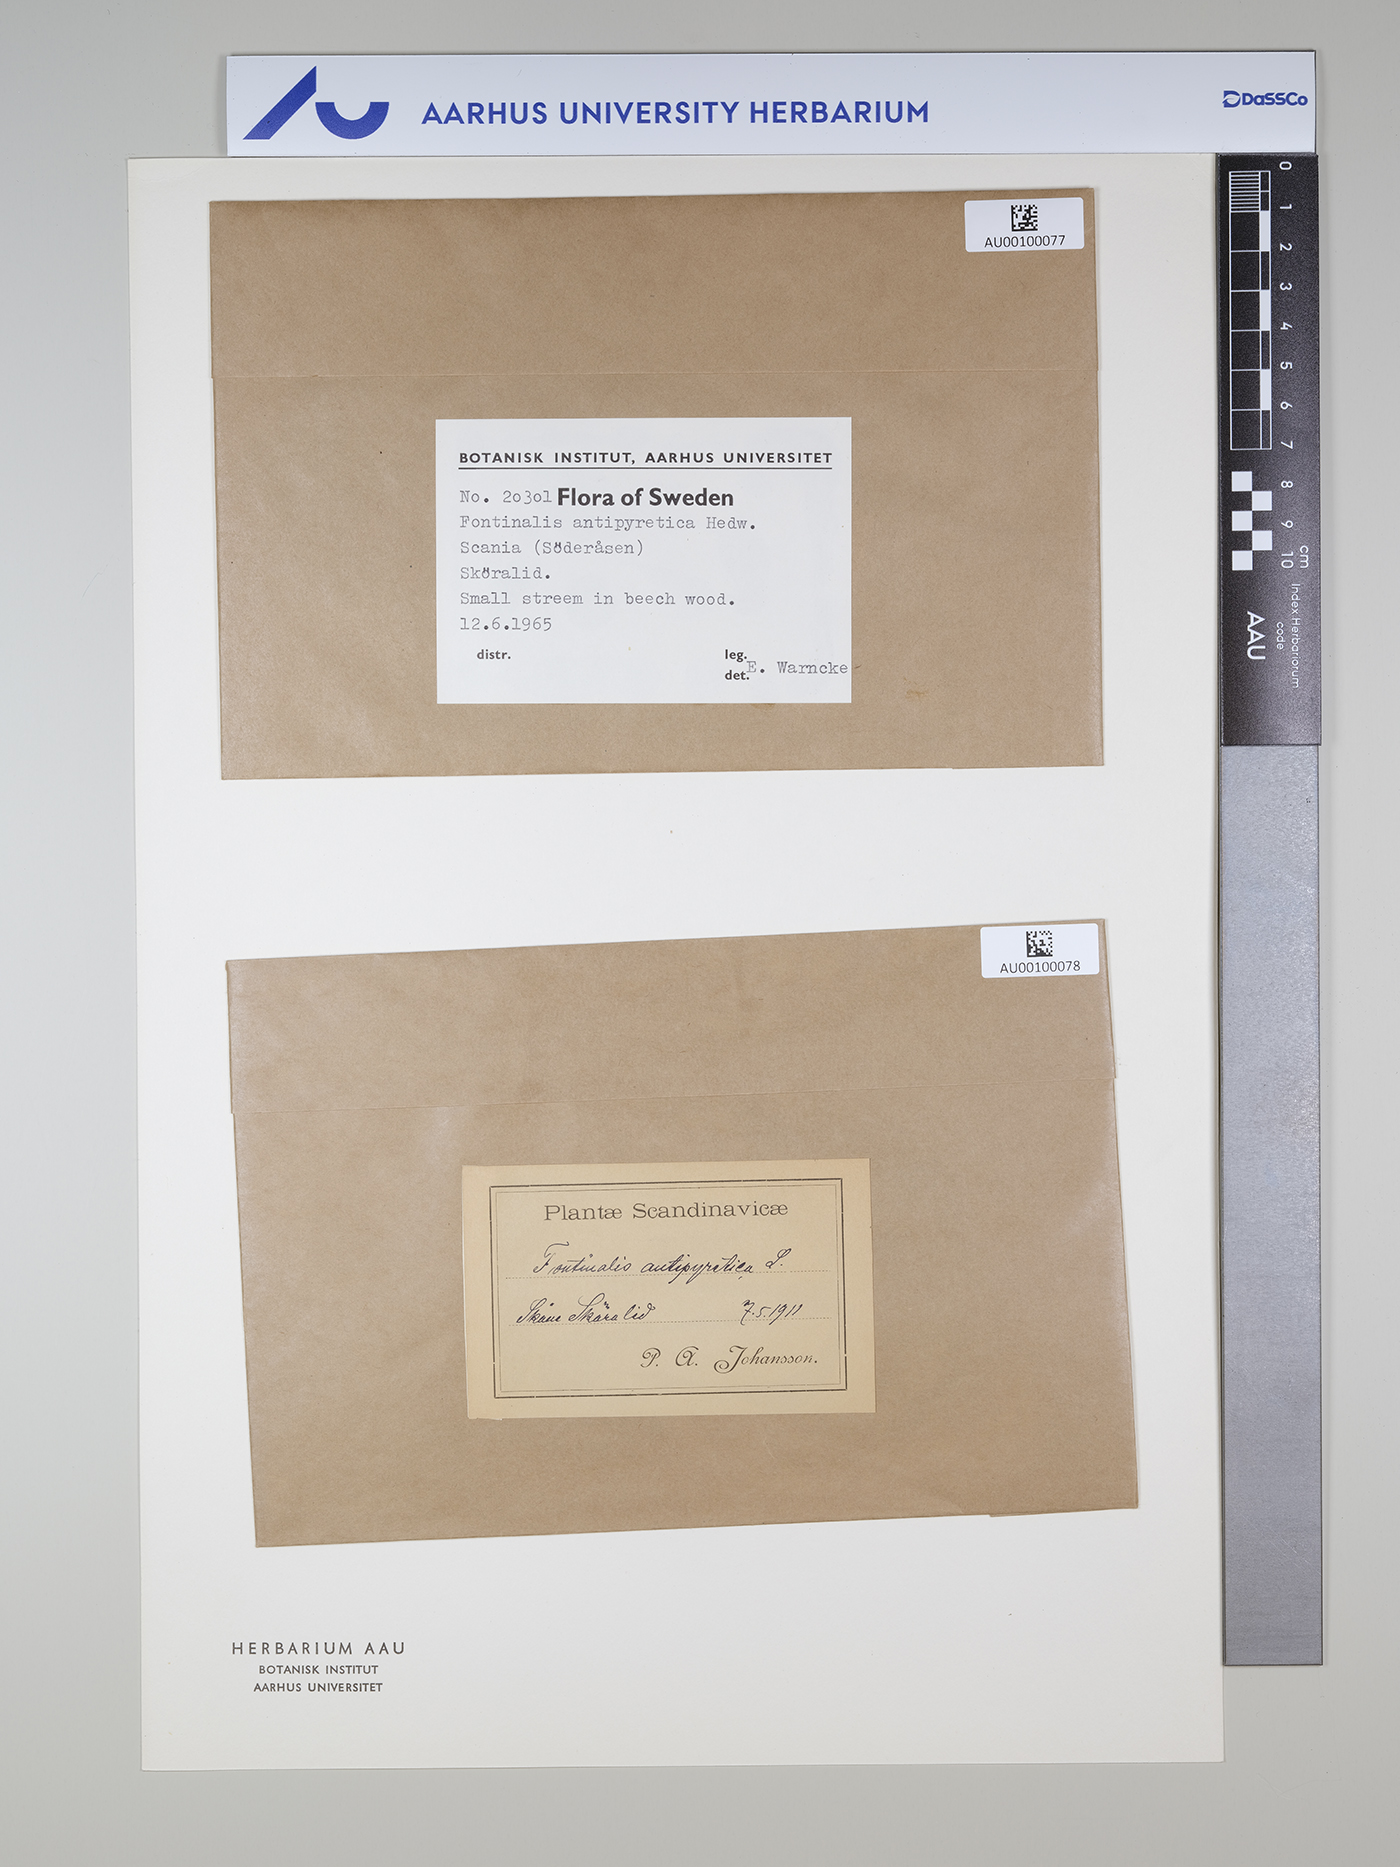 AARHUS UNIVERSITY HERBARIUM
DaSSCo
AU00100077
BOTANISK INSTITUT, AARHUS UNIVERSITET
No. 20301 Flora of Sweden
Fontinalis antipyretica Hedw.
Scania (Söderåsen)
Sköralid.
Small streem in beech wood.
12.6.1965
distr.
leg.
det. E. Warncke
0 1 2 3 4 5 6 7 8 9 10
cm
Index Herbariorum
code
AAU
AU00100078
Plantæ Scandinavicæ
Fontinalis antipyretica L.
Skåne Skäralid 7.5.1911
P. A. Johansson.
HERBARIUM AAU
BOTANISK INSTITUT
AARHUS UNIVERSITET